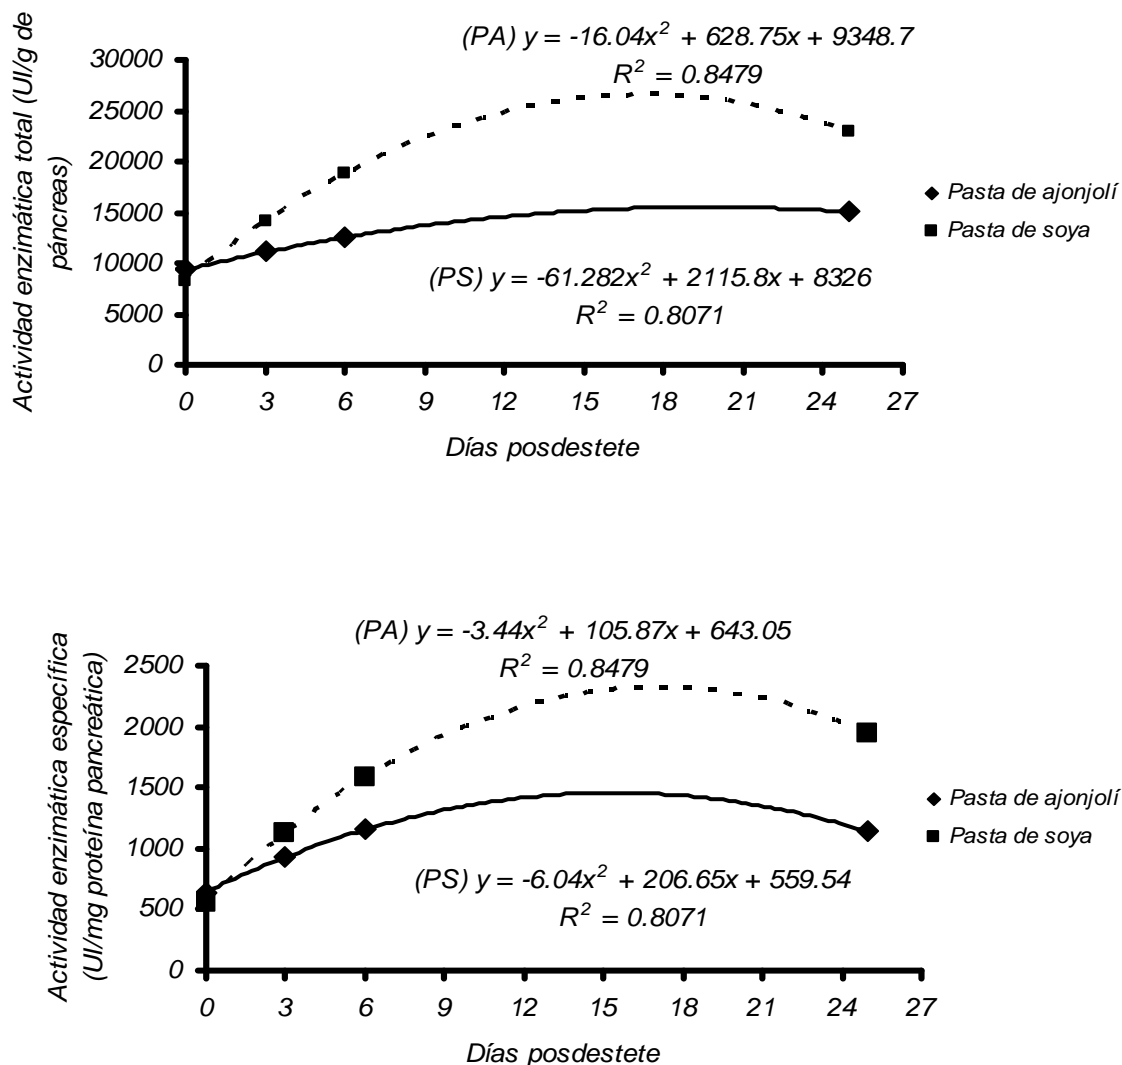 (PA) y = -16.04x² + 628.75x + 9348.7
R² = 0.8479
Actividad enzimática total (UI/g de
páncreas)
30000
25000
20000
15000
10000
5000
0
Pasta de ajonjolí
Pasta de soya
(PS) y = -61.282x² + 2115.8x + 8326
R² = 0.8071
0 3 6 9 12 15 18 21 24 27
Días posdestete
(PA) y = -3.44x² + 105.87x + 643.05
R² = 0.8479
Actividad enzimática específica
(UI/mg proteína pancreática)
2500
2000
1500
1000
500
0
Pasta de ajonjolí
Pasta de soya
(PS) y = -6.04x² + 206.65x + 559.54
R² = 0.8071
0 3 6 9 12 15 18 21 24 27
Días posdestete